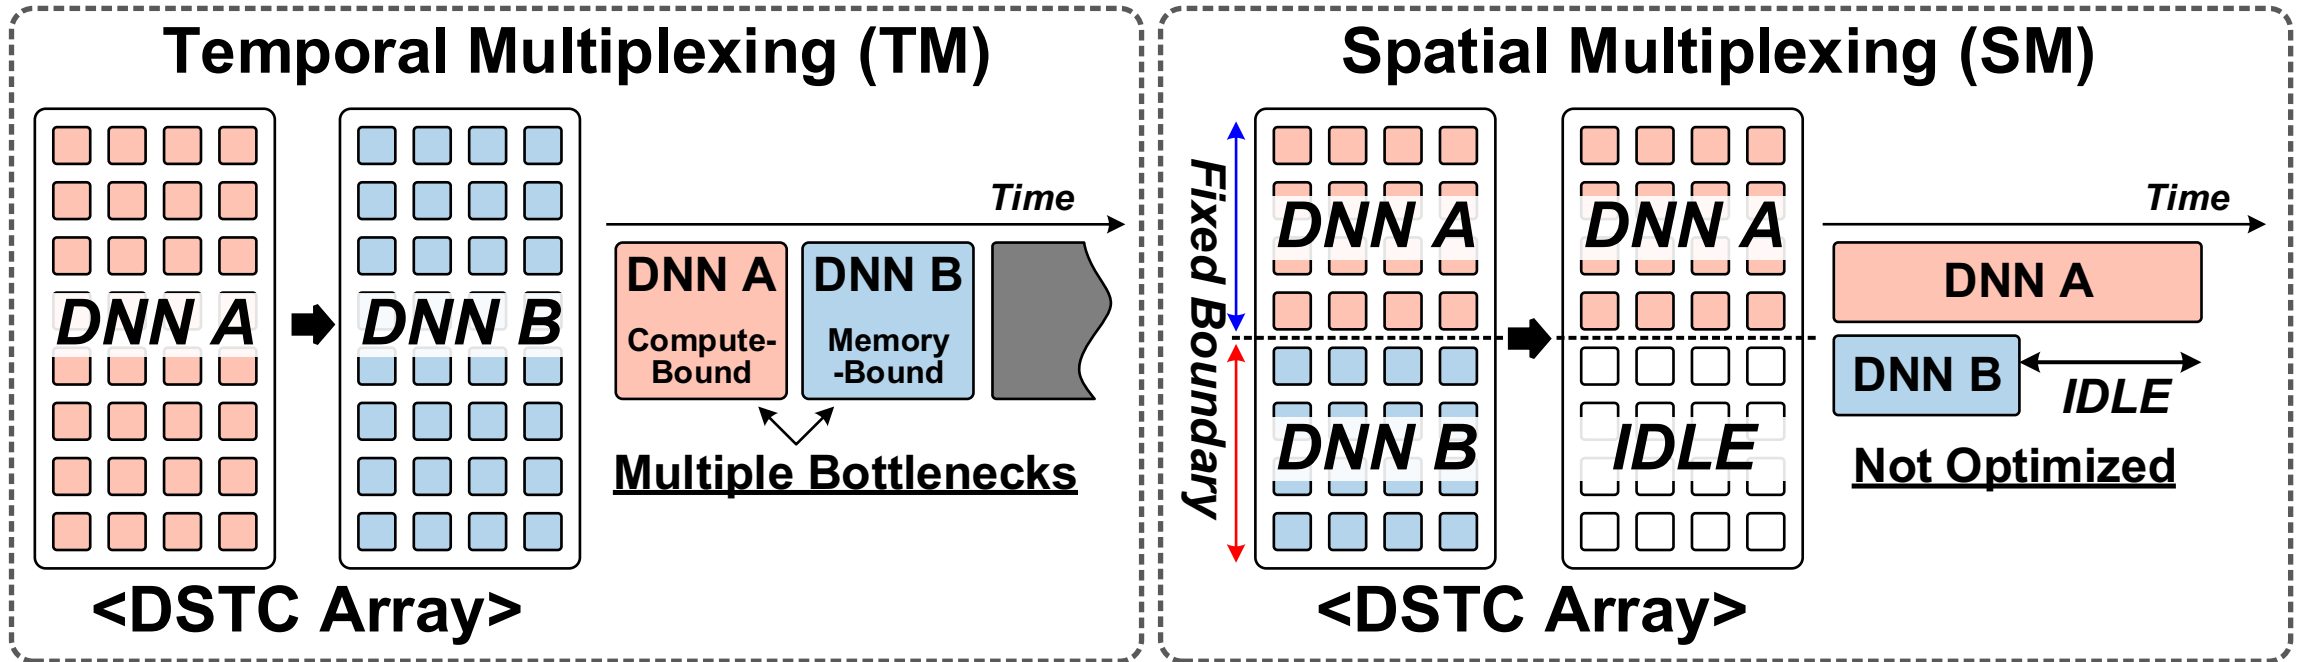 Temporal Multiplexing (TM)
DNN A
DNN B
Time
DNN A
Compute-
Bound
DNN B
Memory
-Bound
Multiple Bottlenecks
<DSTC Array>
Spatial Multiplexing (SM)
Fixed Boundary
DNN A
DNN B
DNN A
IDLE
Time
DNN A
DNN B
IDLE
Not Optimized
<DSTC Array>